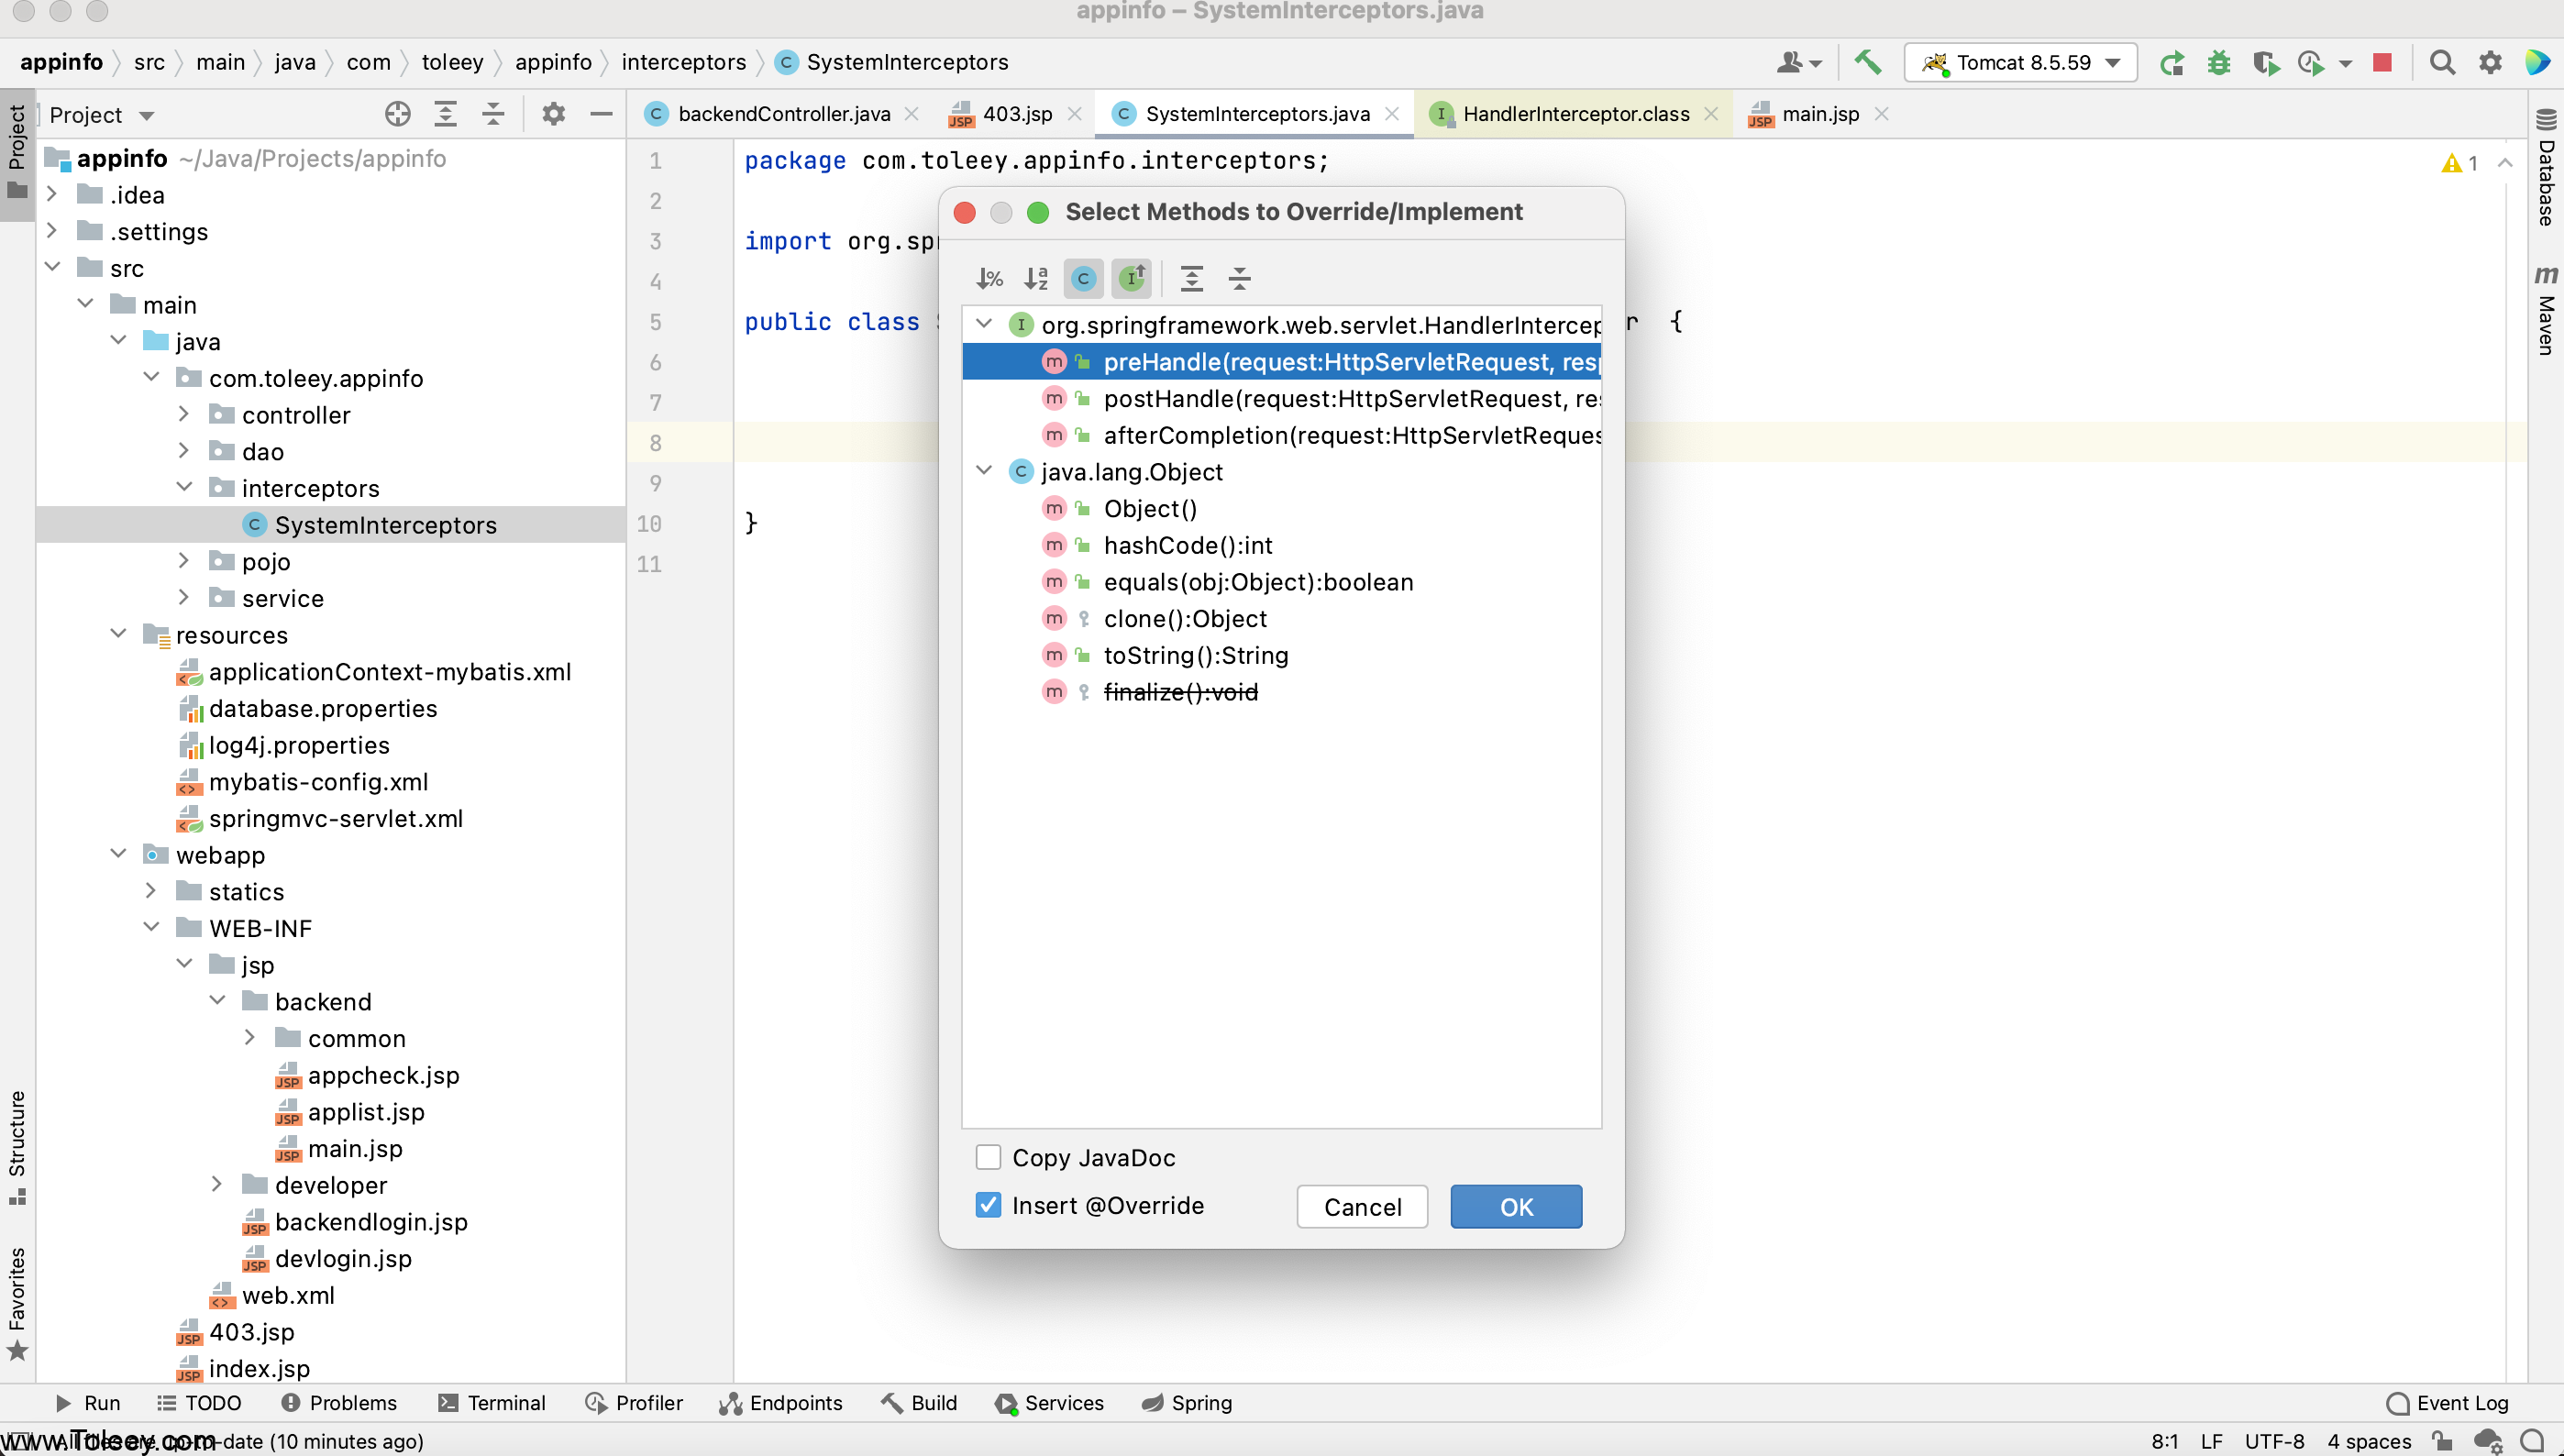 appinfo – SystemInterceptors.java
appinfo src main java com toleey appinfo interceptors SystemInterceptors
Tomcat 8.5.59
Project
backendController.java 403.jsp SystemInterceptors.java HandlerInterceptor.class main.jsp
Project
Structure
Favorites
appinfo ~/Java/Projects/appinfo
.idea
.settings
src
main
java
com.toleey.appinfo
controller
dao
interceptors
SystemInterceptors
pojo
service
resources
applicationContext-mybatis.xml
database.properties
log4j.properties
mybatis-config.xml
springmvc-servlet.xml
webapp
statics
WEB-INF
jsp
backend
common
appcheck.jsp
applist.jsp
main.jsp
developer
backendlogin.jsp
devlogin.jsp
web.xml
403.jsp
index.jsp
1 package com.toleey.appinfo.interceptors;
2
3 import org.spr
4
5 public class r {
6
7
8
9
10 }
11
1
Select Methods to Override/Implement
org.springframework.web.servlet.HandlerIntercep
preHandle(request:HttpServletRequest, resp
postHandle(request:HttpServletRequest, res
afterCompletion(request:HttpServletReques
java.lang.Object
Object()
hashCode():int
equals(obj:Object):boolean
clone():Object
toString():String
finalize():void
Copy JavaDoc
Insert @Override
Cancel OK
Database
m Maven
Run TODO Problems Terminal Profiler Endpoints Build Services Spring Event Log
www.Toleey.com
All files are up-to-date (10 minutes ago)
8:1 LF UTF-8 4 spaces